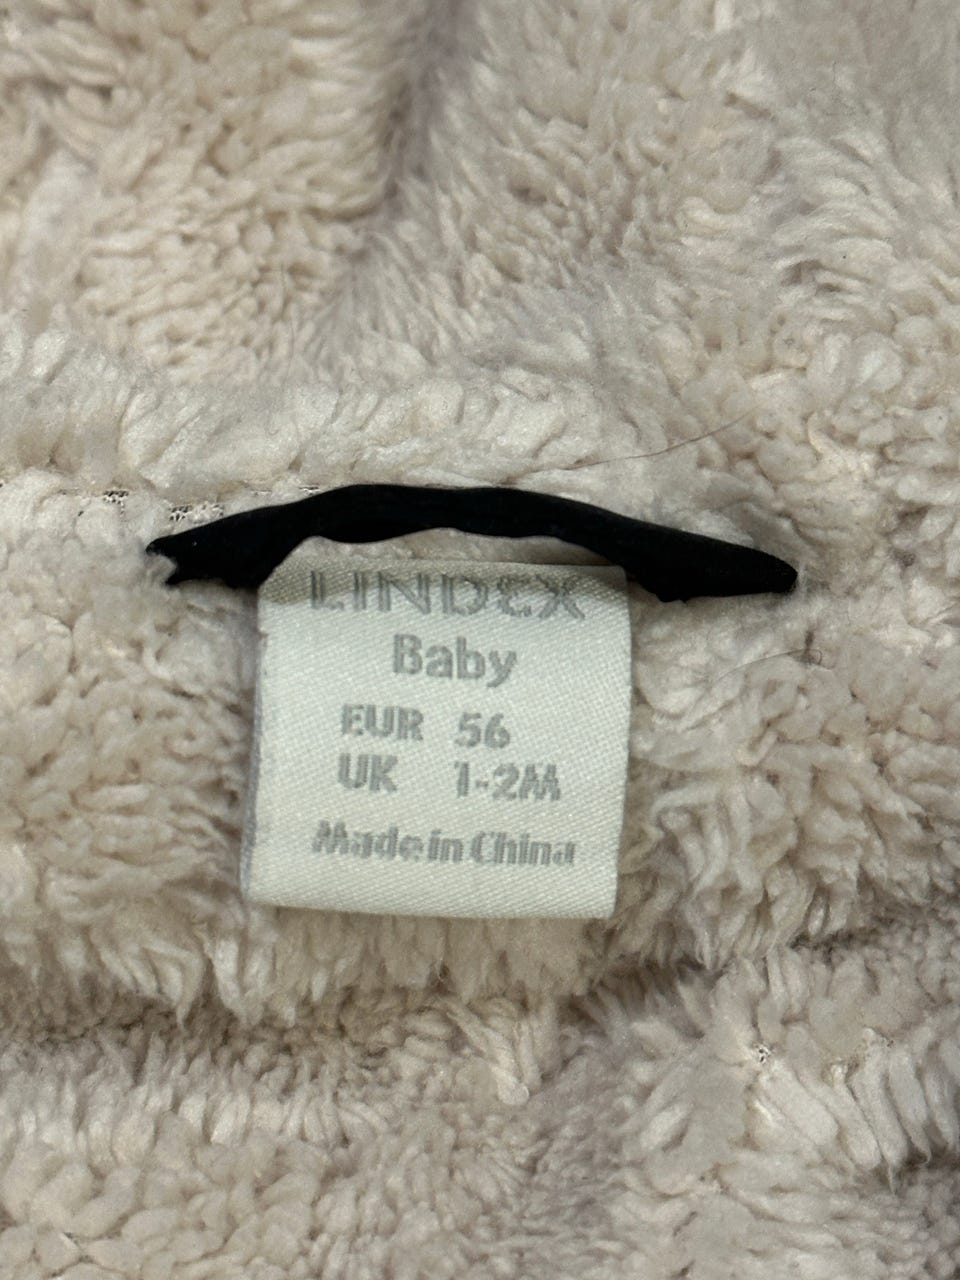 LINDEX
Baby
EUR 56
UK 1-2M
Made in China